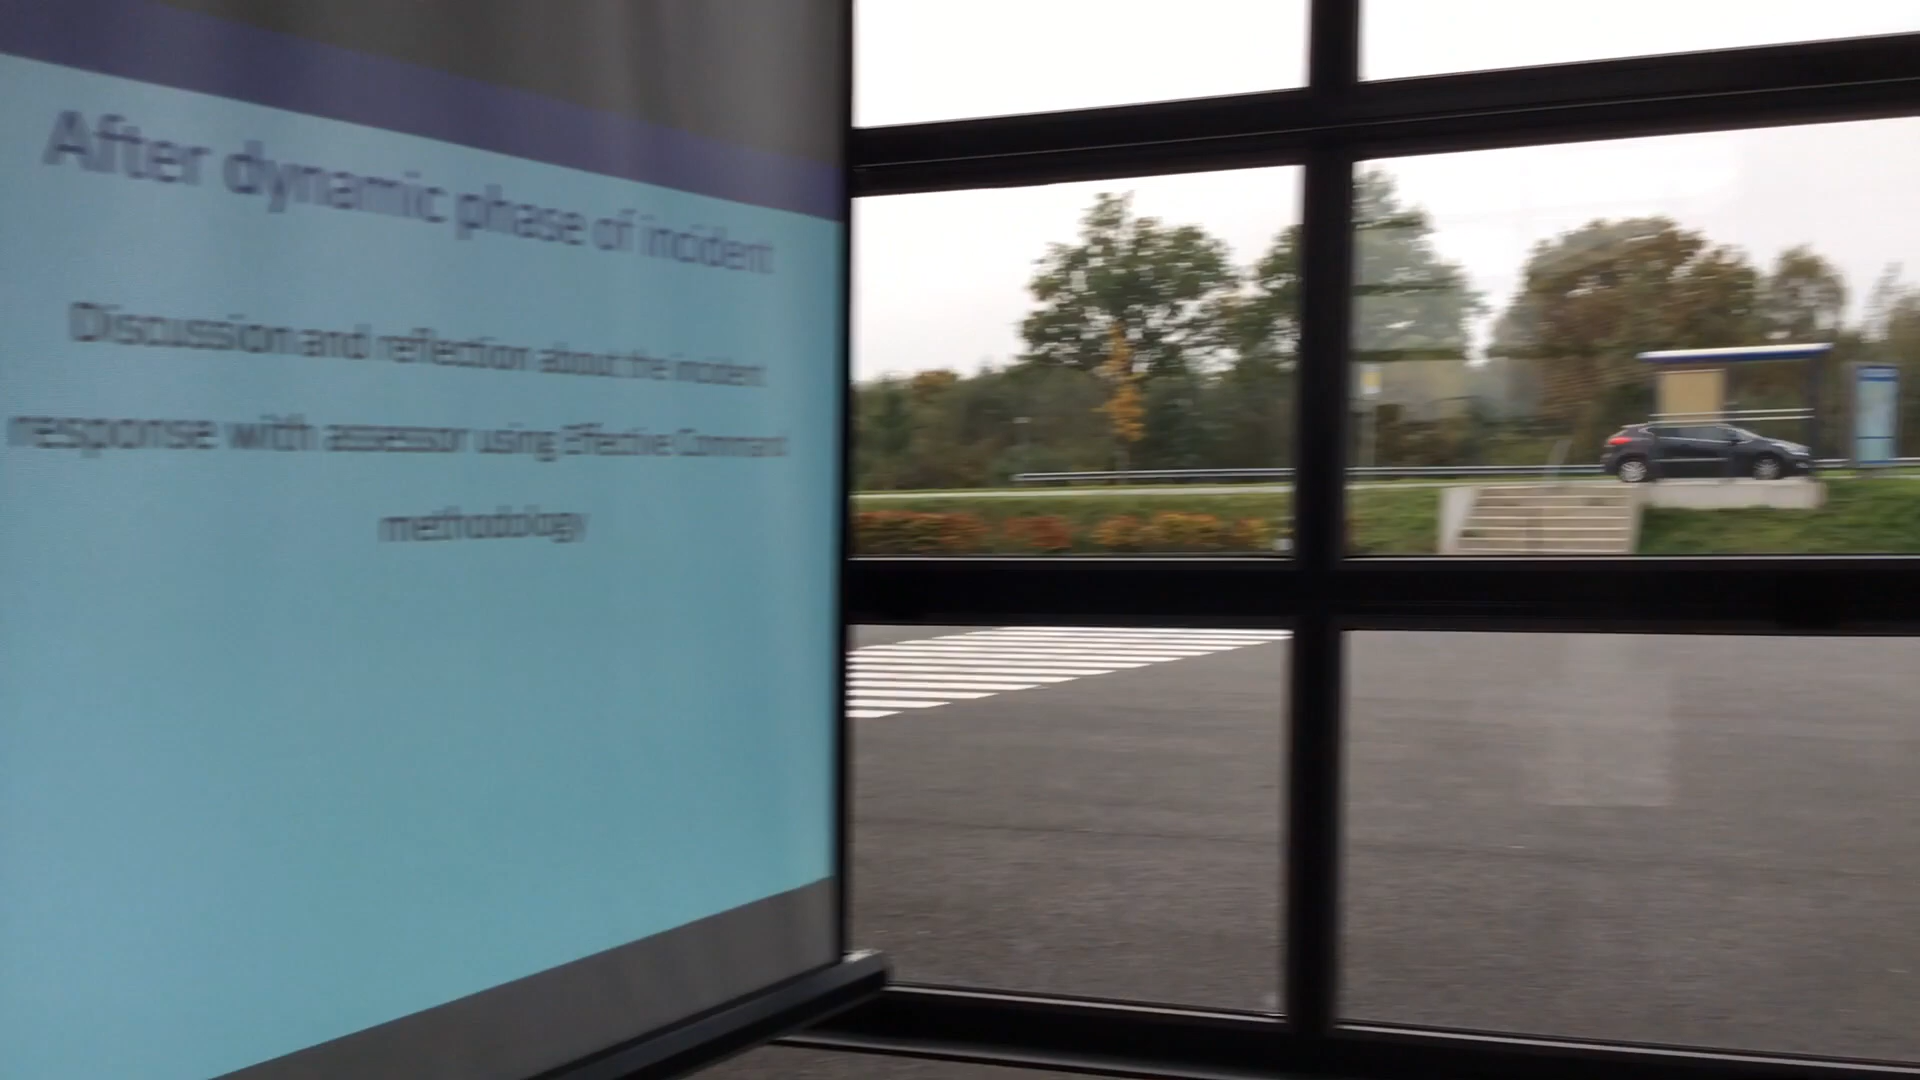 After dynamic phase of incident
Discussion and reflection about the incident
response with assessor using Effective Command
methodology